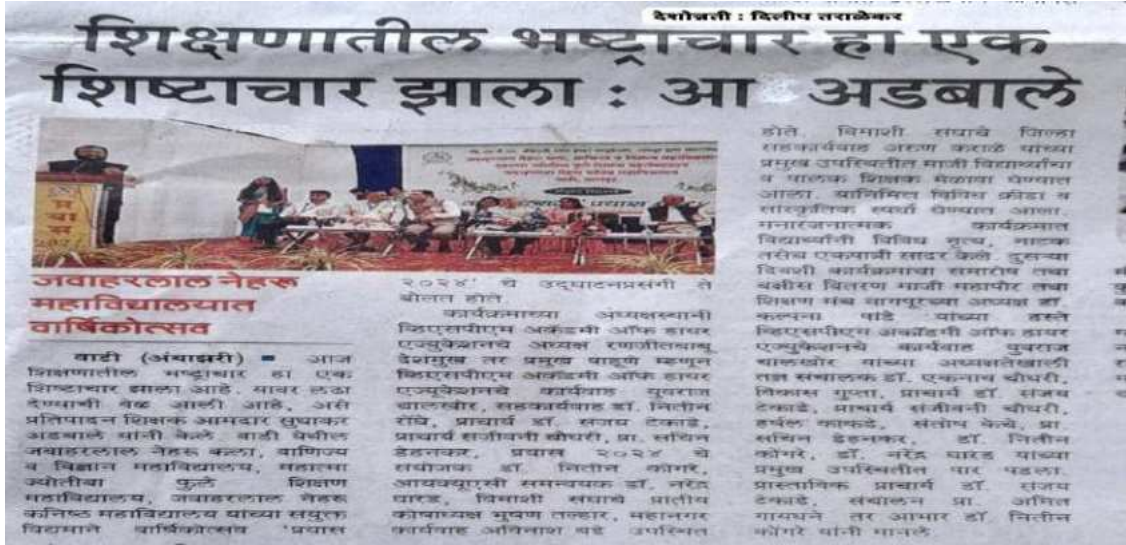 देशोन्नती : दिलीप तराळेकर
शिक्षणातील भष्ट्राचार हा एक
शिष्टाचार झाला : आ अडबाले
प्रयास
जवाहरलाल नेहरू
महाविद्यालयात
वार्षिकोत्सव
वाडी (अंबाझरी) ■ आज
शिक्षणातील भष्ट्राचार हा एक
शिष्टाचार झाला आहे. यावर लढा
देण्याची वेळ आली आहे, असे
प्रतिपादन शिक्षक आमदार सुधाकर
अडबाले यांनी केले. वाडी येथील
जवाहरलाल नेहरू कला, वाणिज्य
व विज्ञान महाविद्यालय, महात्मा
ज्योतीबा फुले शिक्षण
महाविद्यालय, जवाहरलाल नेहरू
कनिष्ठ महाविद्यालय यांच्या संयुक्त
विद्यमाने वार्षिकोत्सव 'प्रयास
२०२४' चे उद्घाटनप्रसंगी ते
बोलत होते.
कार्यक्रमाच्या अध्यक्षस्थानी
व्हिएसपीएम अकॅडमी ऑफ हायर
एज्युकेशनचे अध्यक्ष रणजीतबाबू
देशमुख तर प्रमुख पाहूणे म्हणून
व्हिएसपीएम अकॅडमी ऑफ हायर
एज्युकेशनचे कार्यवाह युवराज
चालखोर, सहकार्यवाह डॉ. नितीन
रोंघे, प्राचार्य डॉ. संजय टेकाडे,
प्राचार्य संजीवनी चौधरी, प्रा. सचिन
डेहनकर, प्रयास २०२४ चे
संयोजक डॉ. नितीन कोंगरे,
आयक्यूएसी समन्वयक डॉ. नरेंद्र
घारड, विमाशी संघाचे प्रांतीय
कोषाध्यक्ष भूषण तल्हार, महानगर
कार्यवाह अविनाश बडे उपस्थित
होते. विमाशी संघाचे जिल्हा
सहकार्यवाह अरुण कराळे यांच्या
प्रमुख उपस्थितीत माजी विद्यार्थ्यांचा
व पालक शिक्षक मेळावा घेण्यात
आला. यानिमित्त विविध क्रीडा व
सांस्कृतिक स्पर्धा घेण्यात आला.
मनोरंजनात्मक कार्यक्रमात
विद्यार्थ्यांनी विविध नृत्य, नाटक
तसेच एकपात्री सादर केले. दुसऱ्या
दिवशी कार्यक्रमाचा समारोप तथा
बक्षीस वितरण माजी महापौर तथा
शिक्षण मंच नागपूरच्या अध्यक्ष डॉ.
कल्पना पांडे यांच्या हस्ते
व्हिएसपीएम अकॅडमी ऑफ हायर
एज्युकेशनचे कार्यवाह युवराज
चालखोर यांच्या अध्यक्षतेखाली
तज्ञ संचालक डॉ. एकनाथ चौधरी,
विकास गुप्ता, प्राचार्य डॉ. संजय
टेकाडे, प्राचार्य संजीवनी चौधरी,
हर्षल काकडे, संतोष केचे, प्रा.
सचिन डेहनकर, डॉ. नितीन
कोंगरे, डॉ. नरेंद्र घारड यांच्या
प्रमुख उपस्थितीत पार पडला.
प्रास्ताविक प्राचार्य डॉ. संजय
टेकाडे, संचालन प्रा. अमित
गायधने तर आभार डॉ. नितीन
कोंगरे यांनी मानले.